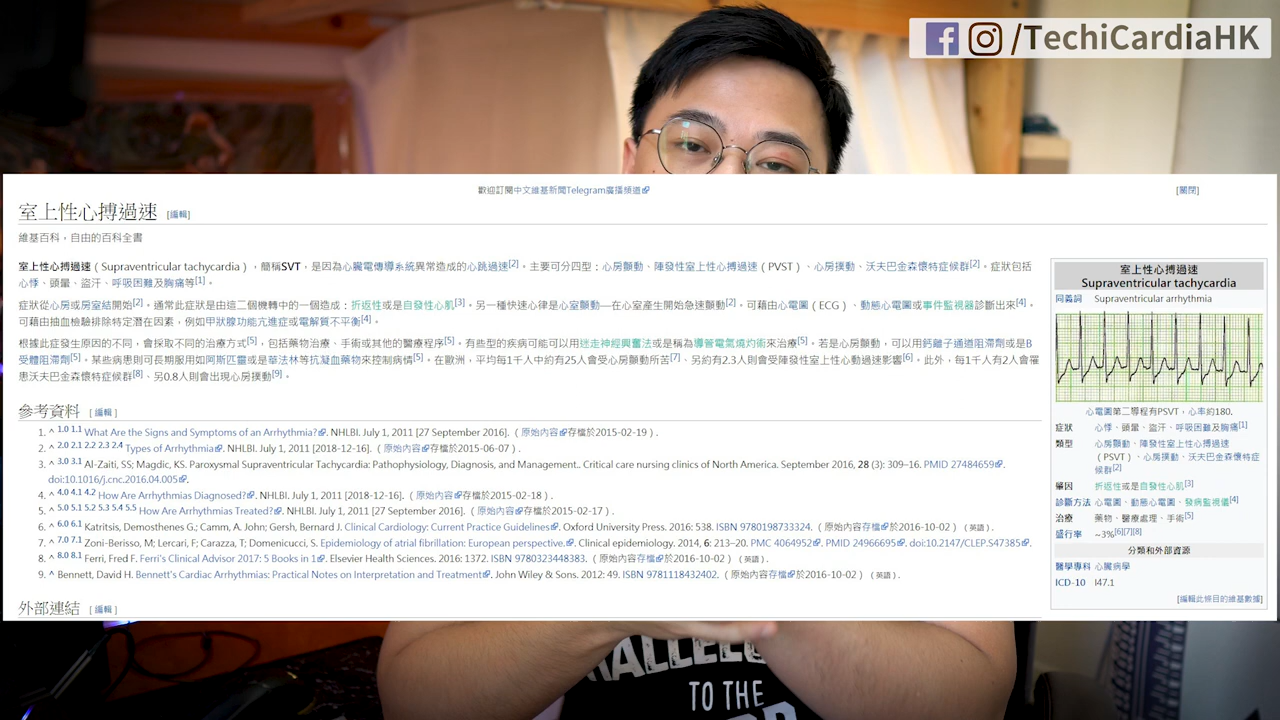 /TechiCardiaHK
歡迎訂閱中文維基新聞Telegram廣播頻道
[關閉]
室上性心搏過速 [編輯]
維基百科，自由的百科全書
室上性心搏過速（Supraventricular tachycardia），簡稱SVT，是因為心臟電傳導系統異常造成的心跳過速[2]。主要可分四型：心房顫動、陣發性室上性心搏過速（PVST）、心房撲動、沃夫巴金森懷特症候群[2]。症狀包括
心悸、頭暈、盜汗、呼吸困難及胸痛等[1]。
症狀從心房或房室結開始[2]。通常此症狀是由這二個機轉中的一個造成：折返性或是自發性心肌[3]。另一種快速心律是心室顫動—在心室產生開始急速顫動[2]。可藉由心電圖（ECG）、動態心電圖或事件監視器診斷出來[4]。
可藉由抽血檢驗排除特定潛在因素，例如甲狀腺功能亢進症或電解質不平衡[4]。
根據此症發生原因的不同，會採取不同的治療方式[5]，包括藥物治療、手術或其他的醫療程序[5]。有些型的疾病可能可以用迷走神經興奮法或是稱為導管電氣燒灼術來治療[5]。若是心房顫動，可以用鈣離子通道阻滯劑或是B
受體阻滯劑[5]。某些病患則可長期服用如阿斯匹靈或是華法林等抗凝血藥物來控制病情[5]。在歐洲，平均每1千人中約有25人會受心房顫動所苦[7]、另約有2.3人則會受陣發性室上性心動過速影響[6]。此外，每1千人有2人會罹
患沃夫巴金森懷特症候群[8]、另0.8人則會出現心房撲動[9]。
參考資料 [編輯]
1. ^ 1.0 1.1 What Are the Signs and Symptoms of an Arrhythmia?. NHLBI. July 1, 2011 [27 September 2016].（原始內容存檔於2015-02-19）.
2. ^ 2.0 2.1 2.2 2.3 2.4 Types of Arrhythmia. NHLBI. July 1, 2011 [2018-12-16].（原始內容存檔於2015-06-07）.
3. ^ 3.0 3.1 Al-Zaiti, SS; Magdic, KS. Paroxysmal Supraventricular Tachycardia: Pathophysiology, Diagnosis, and Management.. Critical care nursing clinics of North America. September 2016, 28 (3): 309–16. PMID 27484659.
doi:10.1016/j.cnc.2016.04.005.
4. ^ 4.0 4.1 4.2 How Are Arrhythmias Diagnosed?. NHLBI. July 1, 2011 [2018-12-16].（原始內容存檔於2015-02-18）.
5. ^ 5.0 5.1 5.2 5.3 5.4 5.5 How Are Arrhythmias Treated?. NHLBI. July 1, 2011 [27 September 2016].（原始內容存檔於2015-02-17）.
6. ^ 6.0 6.1 Katritsis, Demosthenes G.; Camm, A. John; Gersh, Bernard J. Clinical Cardiology: Current Practice Guidelines. Oxford University Press. 2016: 538. ISBN 9780198733324.（原始內容存檔於2016-10-02）（英語）.
7. ^ 7.0 7.1 Zoni-Berisso, M; Lercari, F; Carazza, T; Domenicucci, S. Epidemiology of atrial fibrillation: European perspective.. Clinical epidemiology. 2014, 6: 213–20. PMC 4064952. PMID 24966695. doi:10.2147/CLEP.S47385.
8. ^ 8.0 8.1 Ferri, Fred F. Ferri's Clinical Advisor 2017: 5 Books in 1. Elsevier Health Sciences. 2016: 1372. ISBN 9780323448383.（原始內容存檔於2016-10-02）（英語）.
9. ^ Bennett, David H. Bennett's Cardiac Arrhythmias: Practical Notes on Interpretation and Treatment. John Wiley & Sons. 2012: 49. ISBN 9781118432402.（原始內容存檔於2016-10-02）（英語）.
外部連結 [編輯]
室上性心搏過速
Supraventricular tachycardia
同義詞 Supraventricular arrhythmia
心電圖第二導程有PSVT，心率約180.
症狀 心悸、頭暈、盜汗、呼吸困難及胸痛[1]
類型 心房顫動、陣發性室上性心搏過速
（PSVT）、心房撲動、沃夫巴金森懷特症
候群[2]
肇因 折返性或是自發性心肌[3]
診斷方法 心電圖、動態心電圖、發病監視儀[4]
治療 藥物、醫療處理、手術[5]
盛行率 ~3%[6][7][8]
分類和外部資源
醫學專科 心臟病學
ICD-10 I47.1
[編輯此條目的維基數據]
TO THE